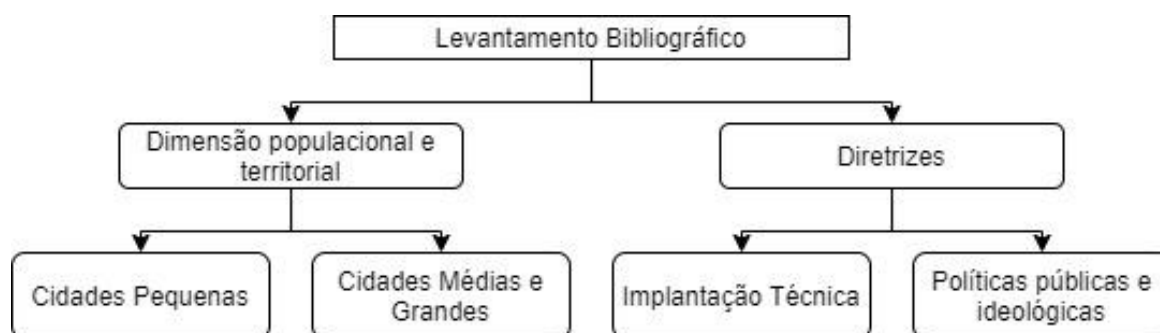 Levantamento Bibliográfico
Dimensão populacional e
territorial
Diretrizes
Cidades Pequenas
Cidades Médias e
Grandes
Implantação Técnica
Políticas públicas e
ideológicas